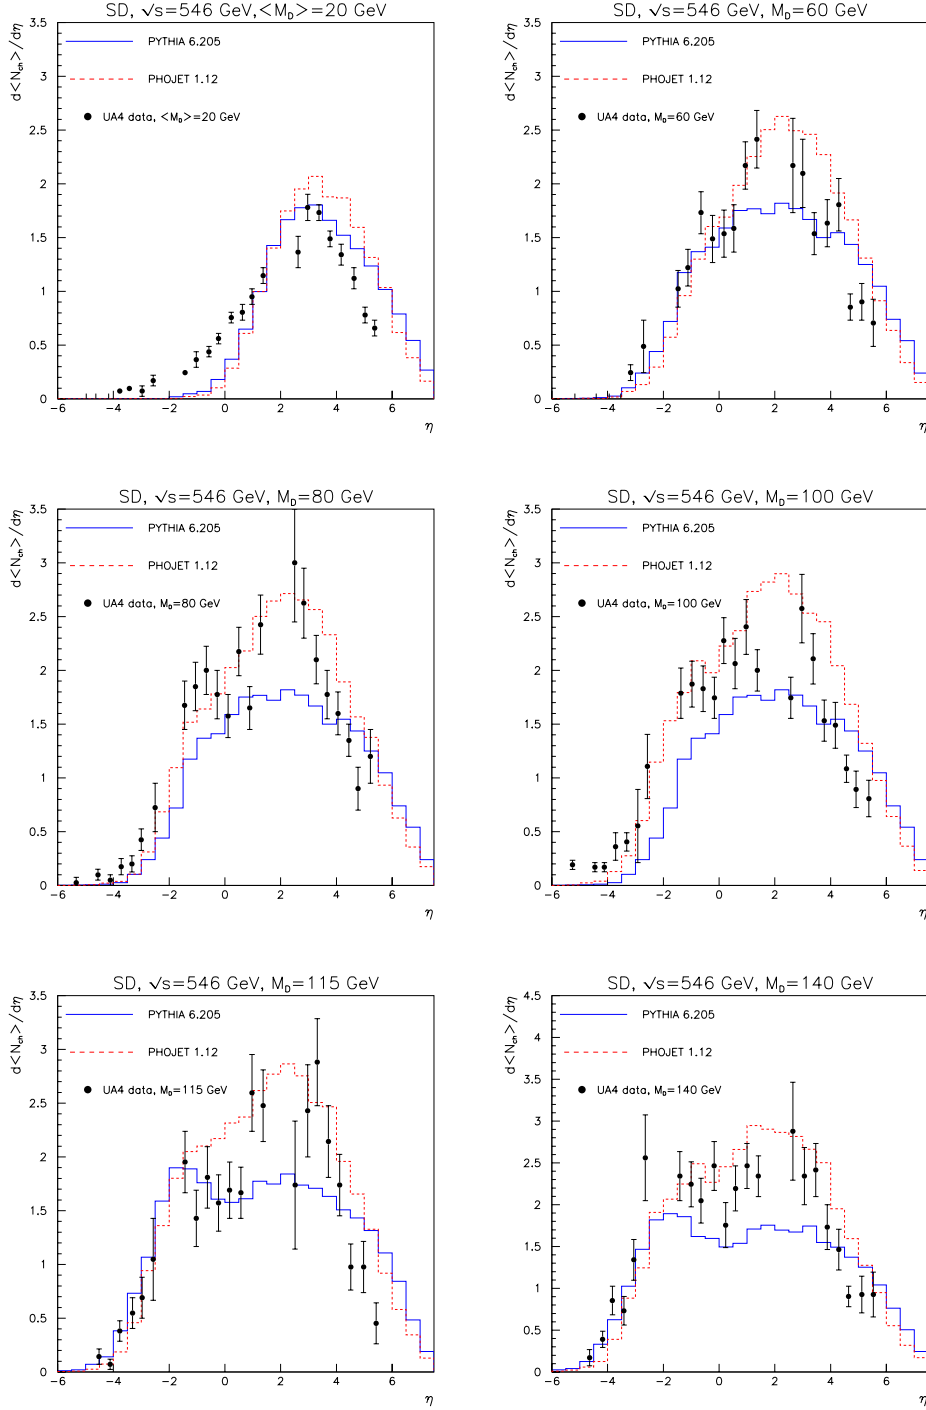 SD, √s=546 GeV,<M_D>=20 GeV
d<N_ch>/dη
PYTHIA 6.205
PHOJET 1.12
UA4 data, <M_D>=20 GeV
3.5
3
2.5
2
1.5
1
0.5
0
-6 -4 -2 0 2 4 6
η
SD, √s=546 GeV, M_D=60 GeV
d<N_ch>/dη
PYTHIA 6.205
PHOJET 1.12
UA4 data, M_D=60 GeV
3.5
3
2.5
2
1.5
1
0.5
0
-6 -4 -2 0 2 4 6
η
SD, √s=546 GeV, M_D=80 GeV
d<N_ch>/dη
PYTHIA 6.205
PHOJET 1.12
UA4 data, M_D=80 GeV
3.5
3
2.5
2
1.5
1
0.5
0
-6 -4 -2 0 2 4 6
η
SD, √s=546 GeV, M_D=100 GeV
d<N_ch>/dη
PYTHIA 6.205
PHOJET 1.12
UA4 data, M_D=100 GeV
3.5
3
2.5
2
1.5
1
0.5
0
-6 -4 -2 0 2 4 6
η
SD, √s=546 GeV, M_D=115 GeV
d<N_ch>/dη
PYTHIA 6.205
PHOJET 1.12
UA4 data, M_D=115 GeV
3.5
3
2.5
2
1.5
1
0.5
0
-6 -4 -2 0 2 4 6
η
SD, √s=546 GeV, M_D=140 GeV
d<N_ch>/dη
PYTHIA 6.205
PHOJET 1.12
UA4 data, M_D=140 GeV
4.5
4
3.5
3
2.5
2
1.5
1
0.5
0
-6 -4 -2 0 2 4 6
η